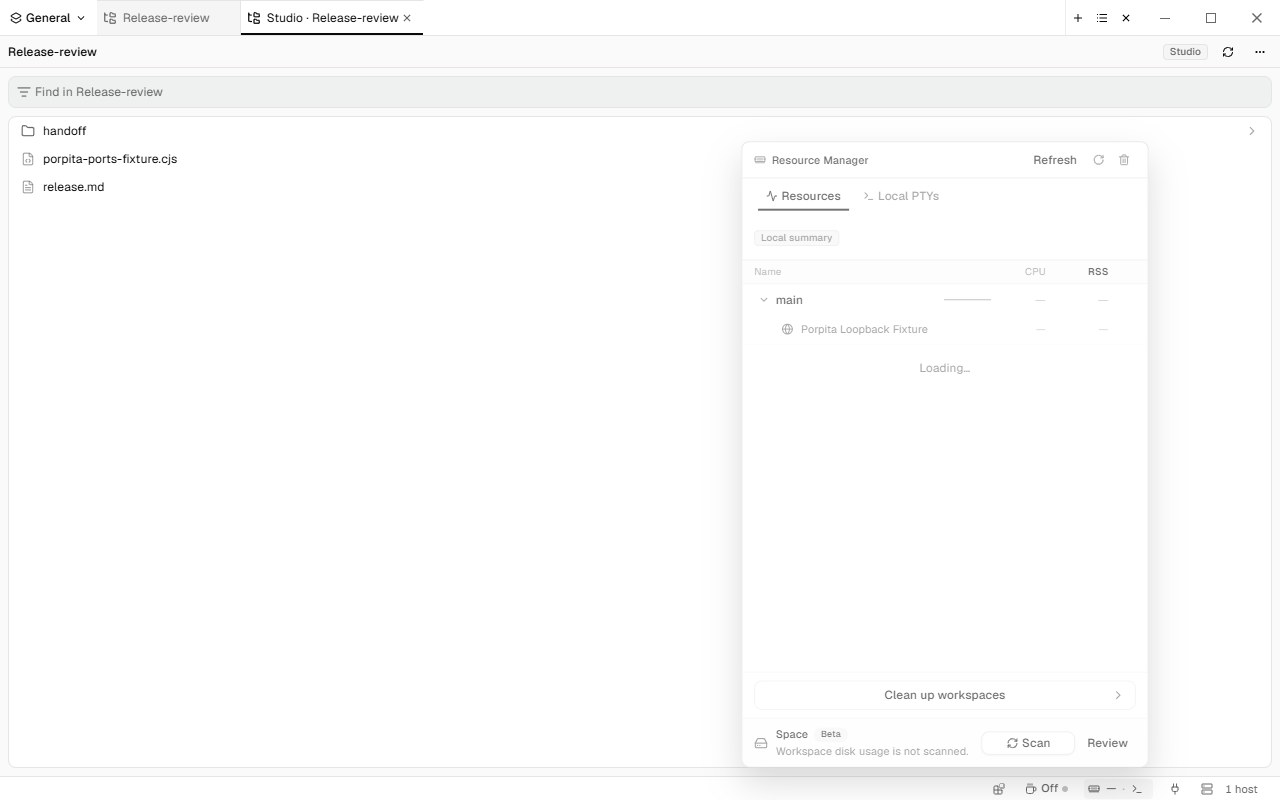 General
Release-review
Studio · Release-review
Release-review
Studio
Find in Release-review
handoff
porpita-ports-fixture.cjs
release.md
Resource Manager
Refresh
Resources
Local PTYs
Local summary
Name CPU RSS
main — —
Porpita Loopback Fixture — —
Loading…
Clean up workspaces
Space Beta
Workspace disk usage is not scanned.
Scan
Review
Off
— ·
1 host